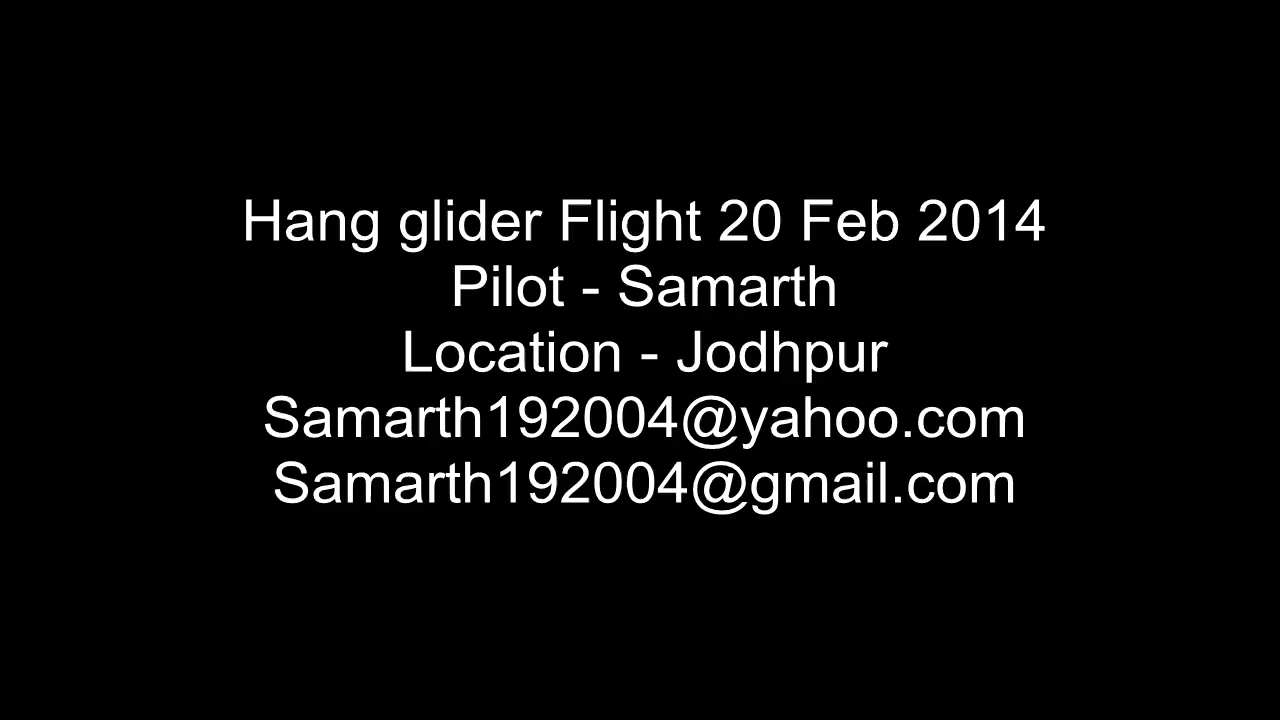 Hang glider Flight 20 Feb 2014
Pilot - Samarth
Location - Jodhpur
Samarth192004@yahoo.com
Samarth192004@gmail.com